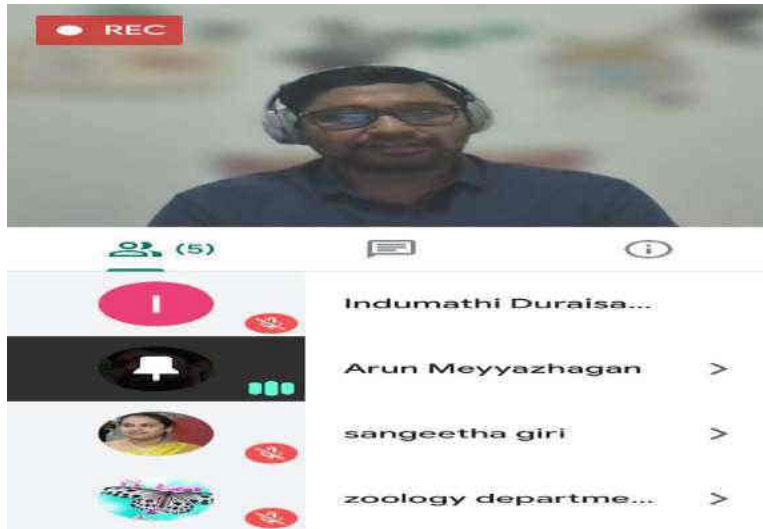 REC
(5)
I
Indumathi Duraisa...
Arun Meyyazhagan
sangeetha giri
zoology departme...